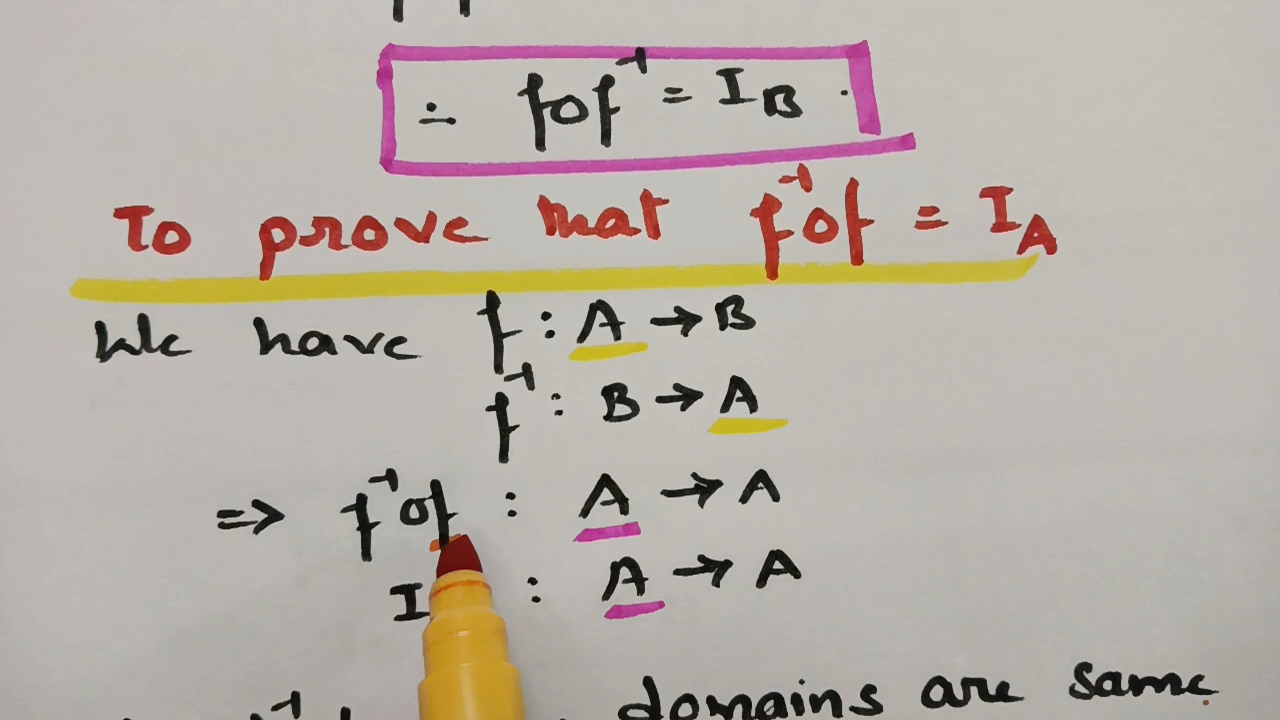 ∴ fof⁻¹ = I_B .
To prove that f⁻¹of = I_A
We have f : A → B
f⁻¹ : B → A
⇒ f⁻¹of : A → A
I : A → A
domains are same